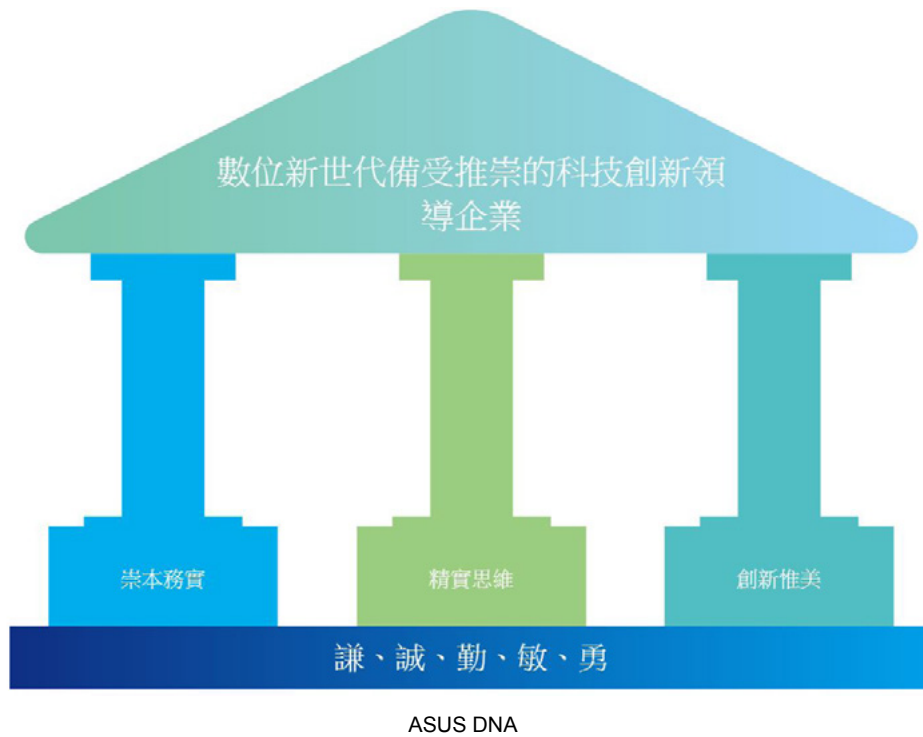 數位新世代備受推崇的科技創新領
導企業
崇本務實
精實思維
創新惟美
謙、誠、勤、敏、勇
ASUS DNA